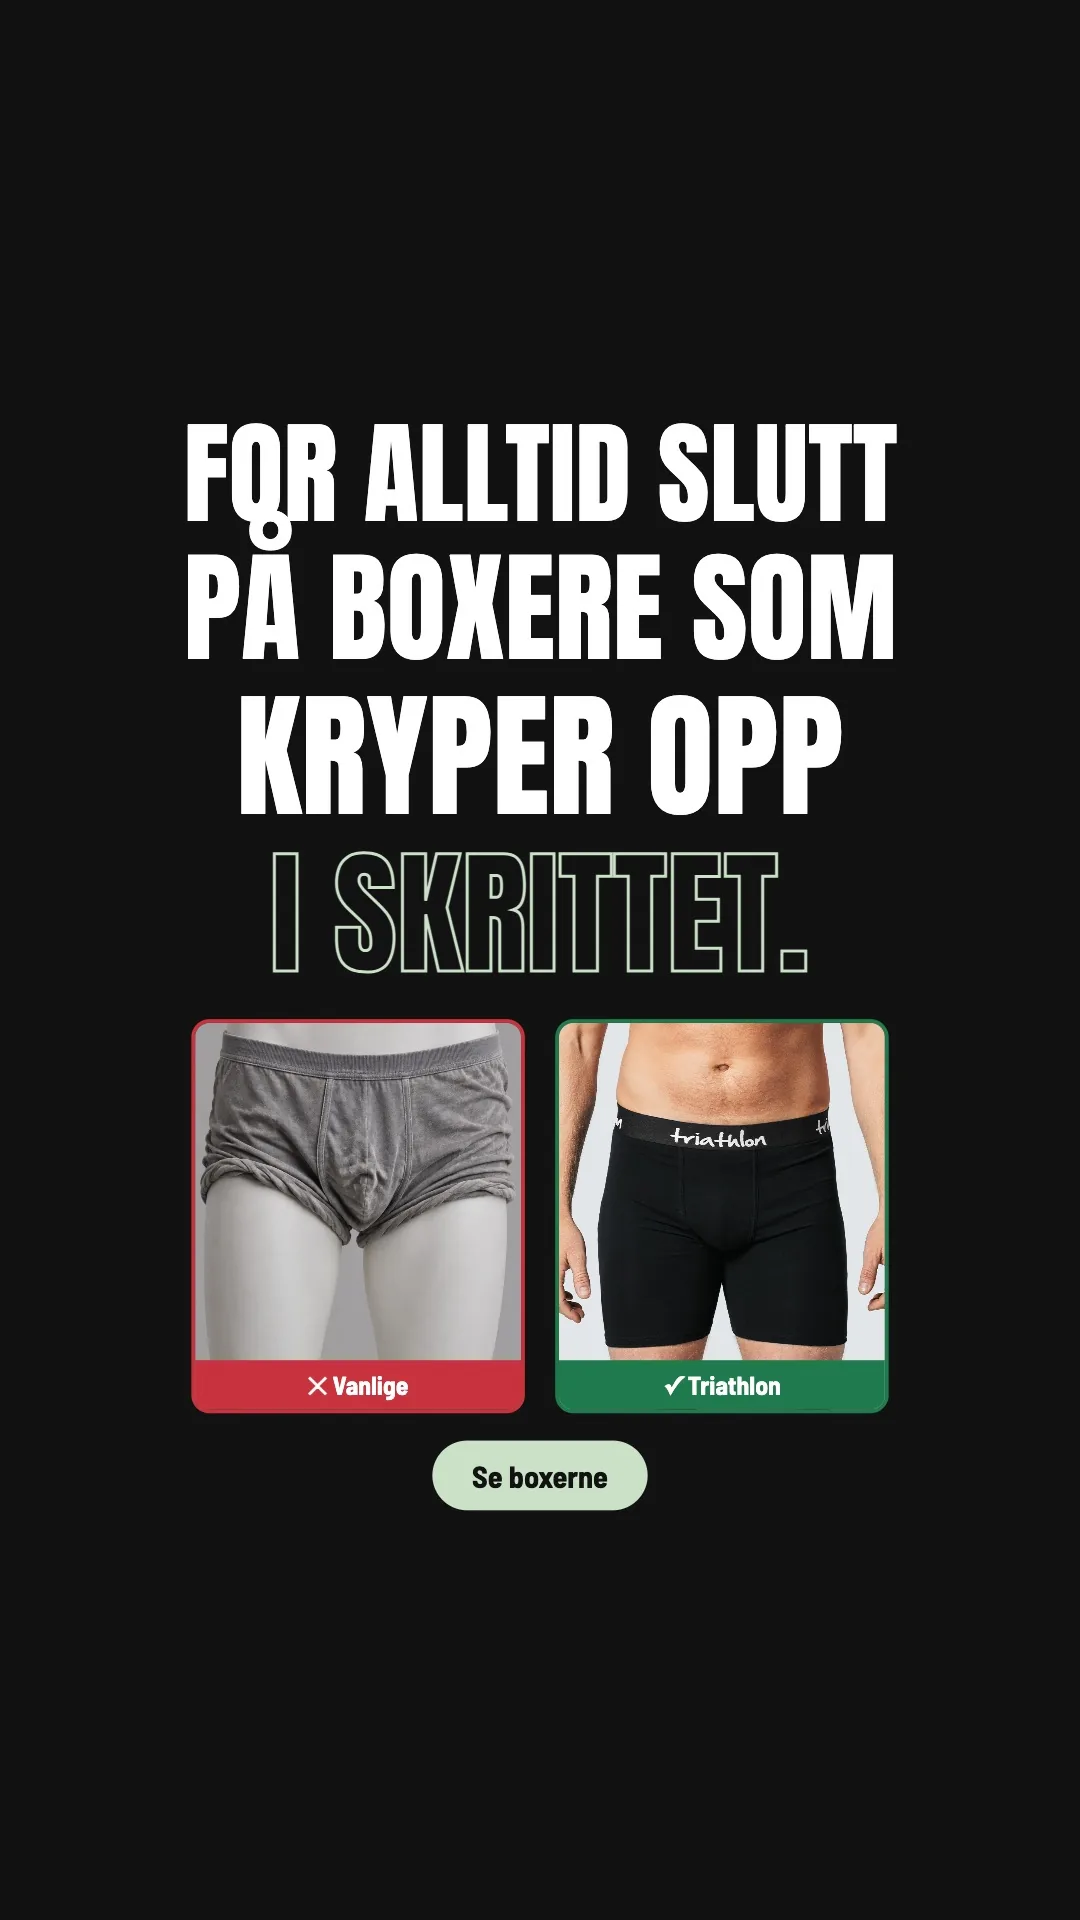 FOR ALLTID SLUTT
PÅ BOXERE SOM
KRYPER OPP
I SKRITTET.
triathlon
✕ Vanlige
✓ Triathlon
Se boxerne